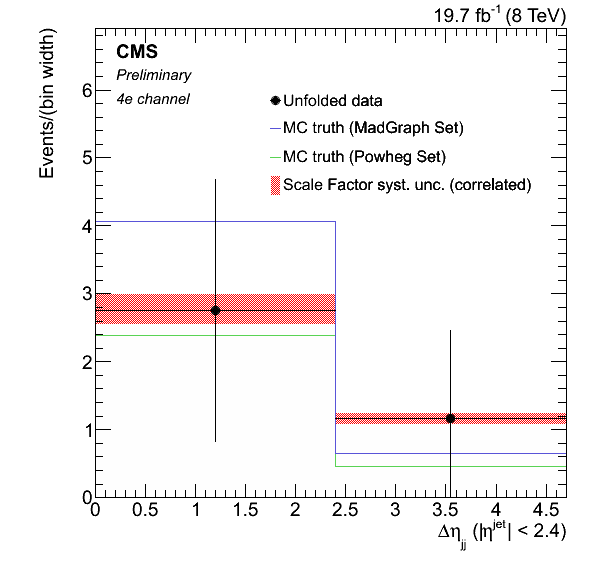 19.7 fb⁻¹ (8 TeV)
CMS
Preliminary
4e channel
Events/(bin width)
Unfolded data
MC truth (MadGraph Set)
MC truth (Powheg Set)
Scale Factor syst. unc. (correlated)
6
5
4
3
2
1
0
0 0.5 1 1.5 2 2.5 3 3.5 4 4.5
Δη_jj (|η^jet| < 2.4)